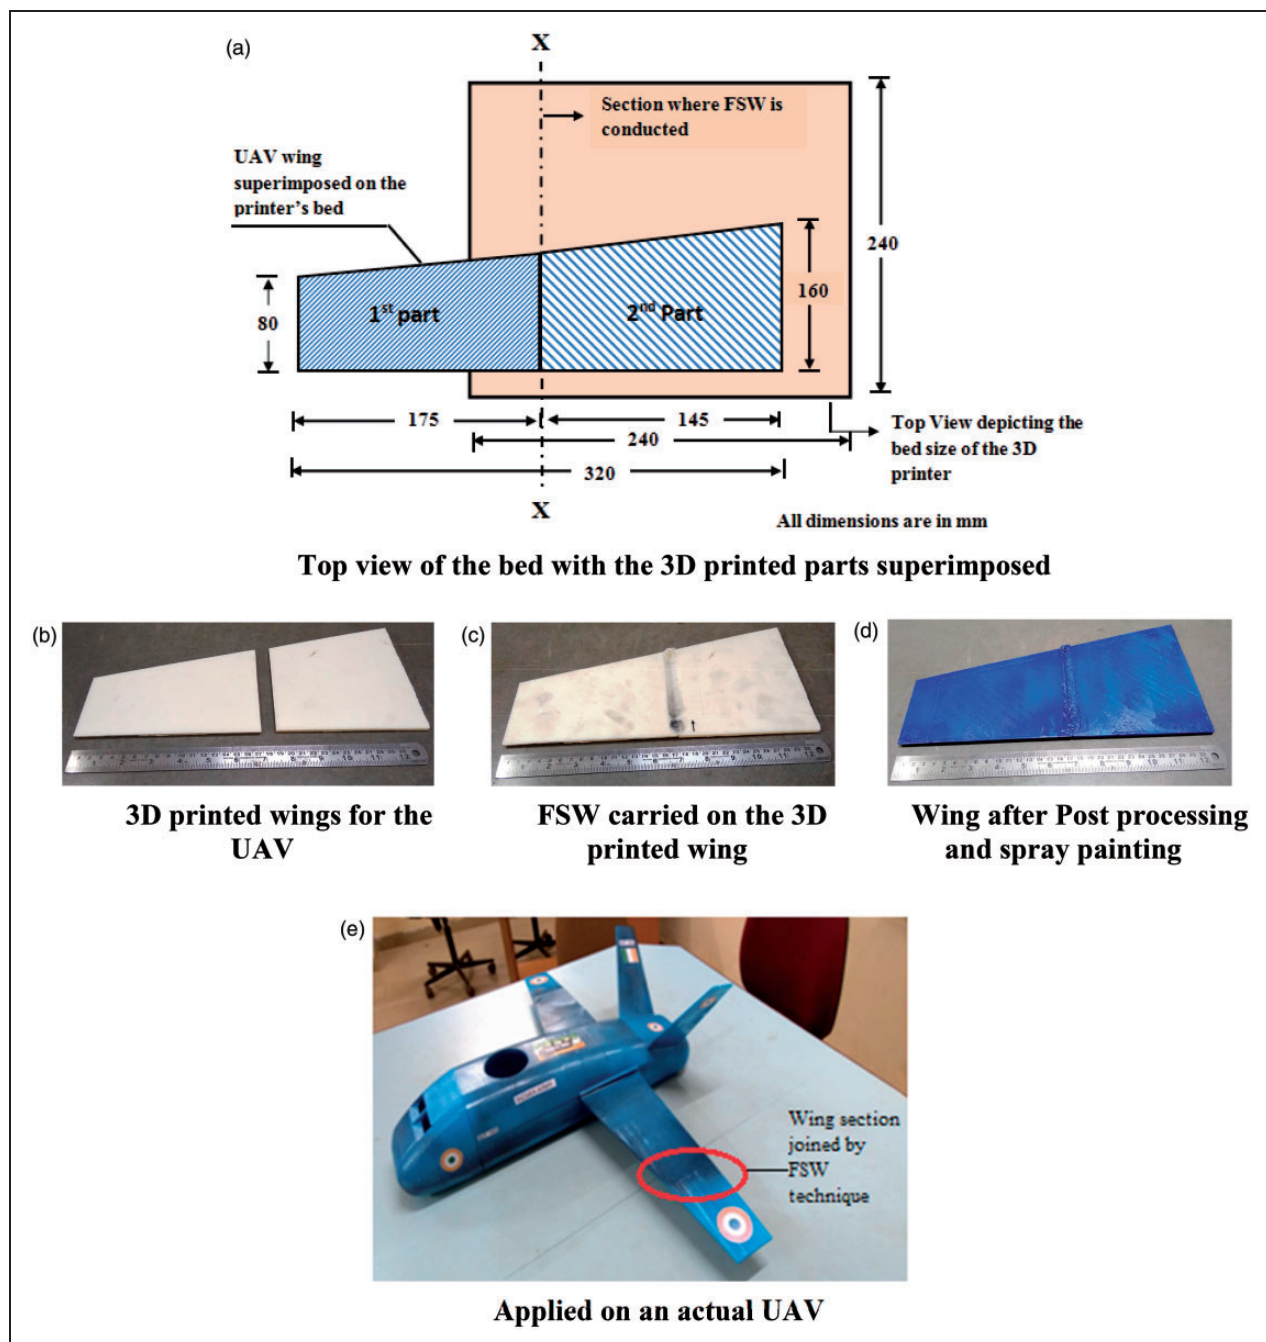 (a)
X
Section where FSW is
conducted
UAV wing
superimposed on the
printer's bed
240
160
80
1st part
2nd Part
175
145
240
320
Top View depicting the
bed size of the 3D
printer
X
All dimensions are in mm
Top view of the bed with the 3D printed parts superimposed
(b)
(c)
(d)
3D printed wings for the
UAV
FSW carried on the 3D
printed wing
Wing after Post processing
and spray painting
(e)
Wing section
joined by
FSW
technique
Applied on an actual UAV